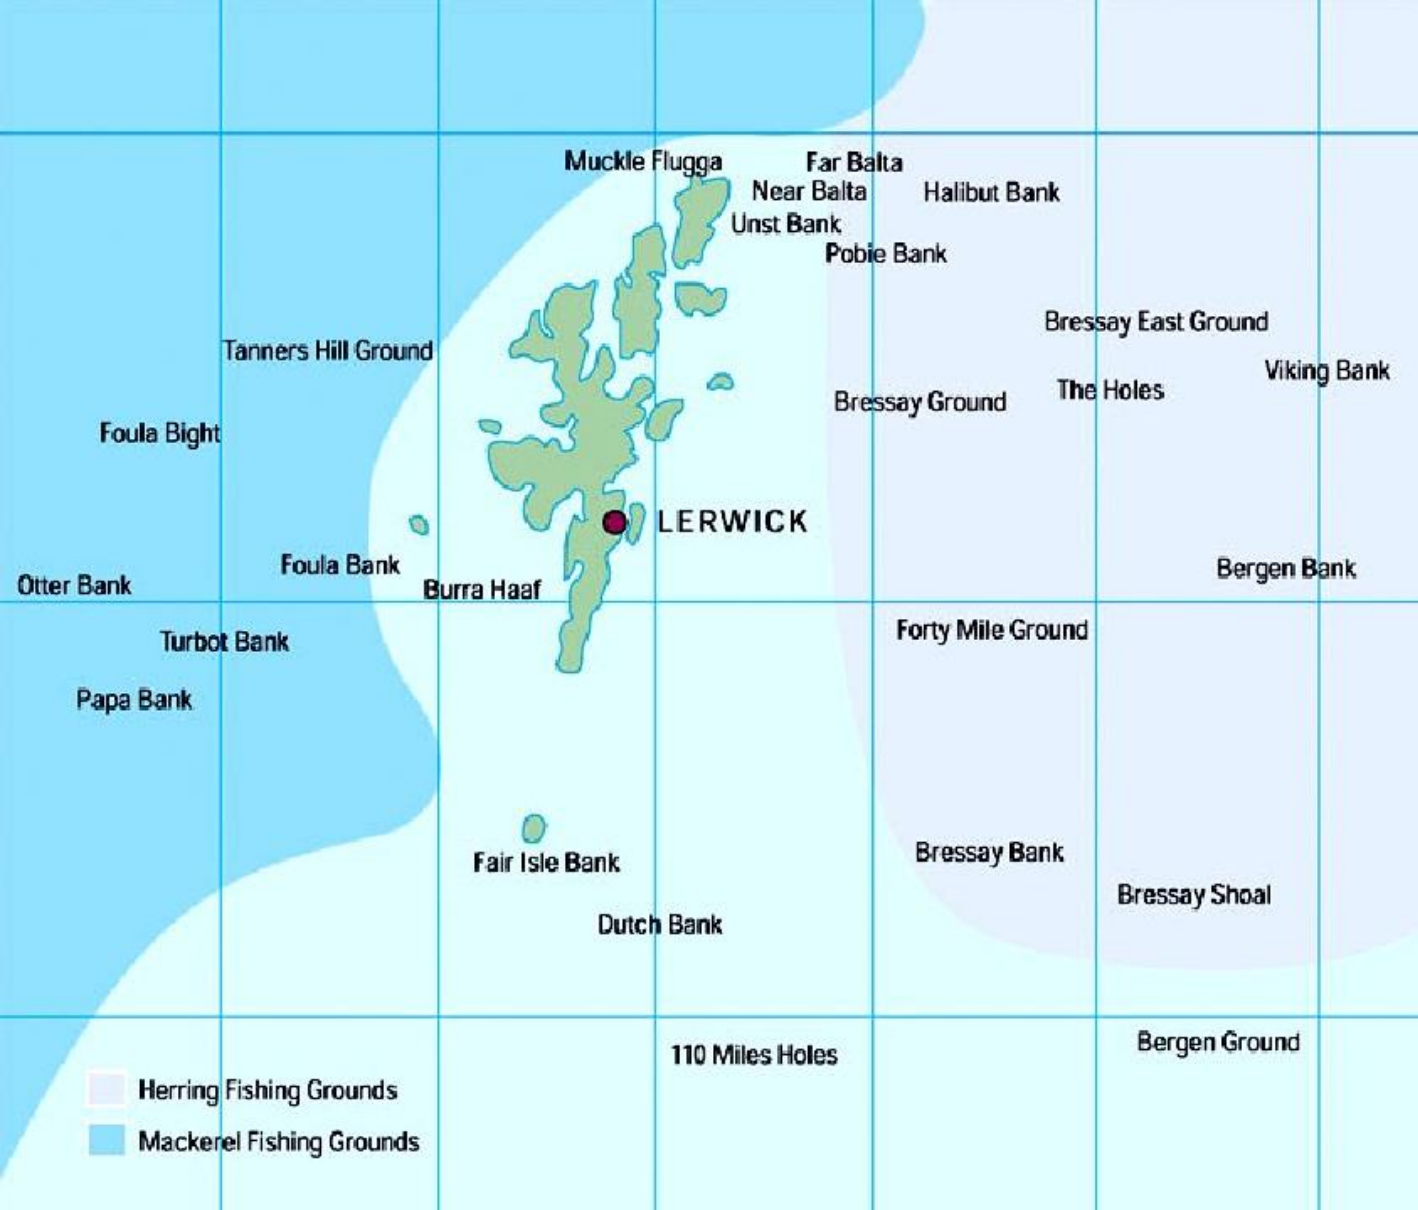 Muckle Flugga
Far Balta
Near Balta
Halibut Bank
Unst Bank
Pobie Bank
Bressay East Ground
Tanners Hill Ground
Viking Bank
The Holes
Bressay Ground
Foula Bight
LERWICK
Foula Bank
Bergen Bank
Otter Bank
Burra Haaf
Forty Mile Ground
Turbot Bank
Papa Bank
Bressay Bank
Fair Isle Bank
Bressay Shoal
Dutch Bank
Bergen Ground
110 Miles Holes
Herring Fishing Grounds
Mackerel Fishing Grounds